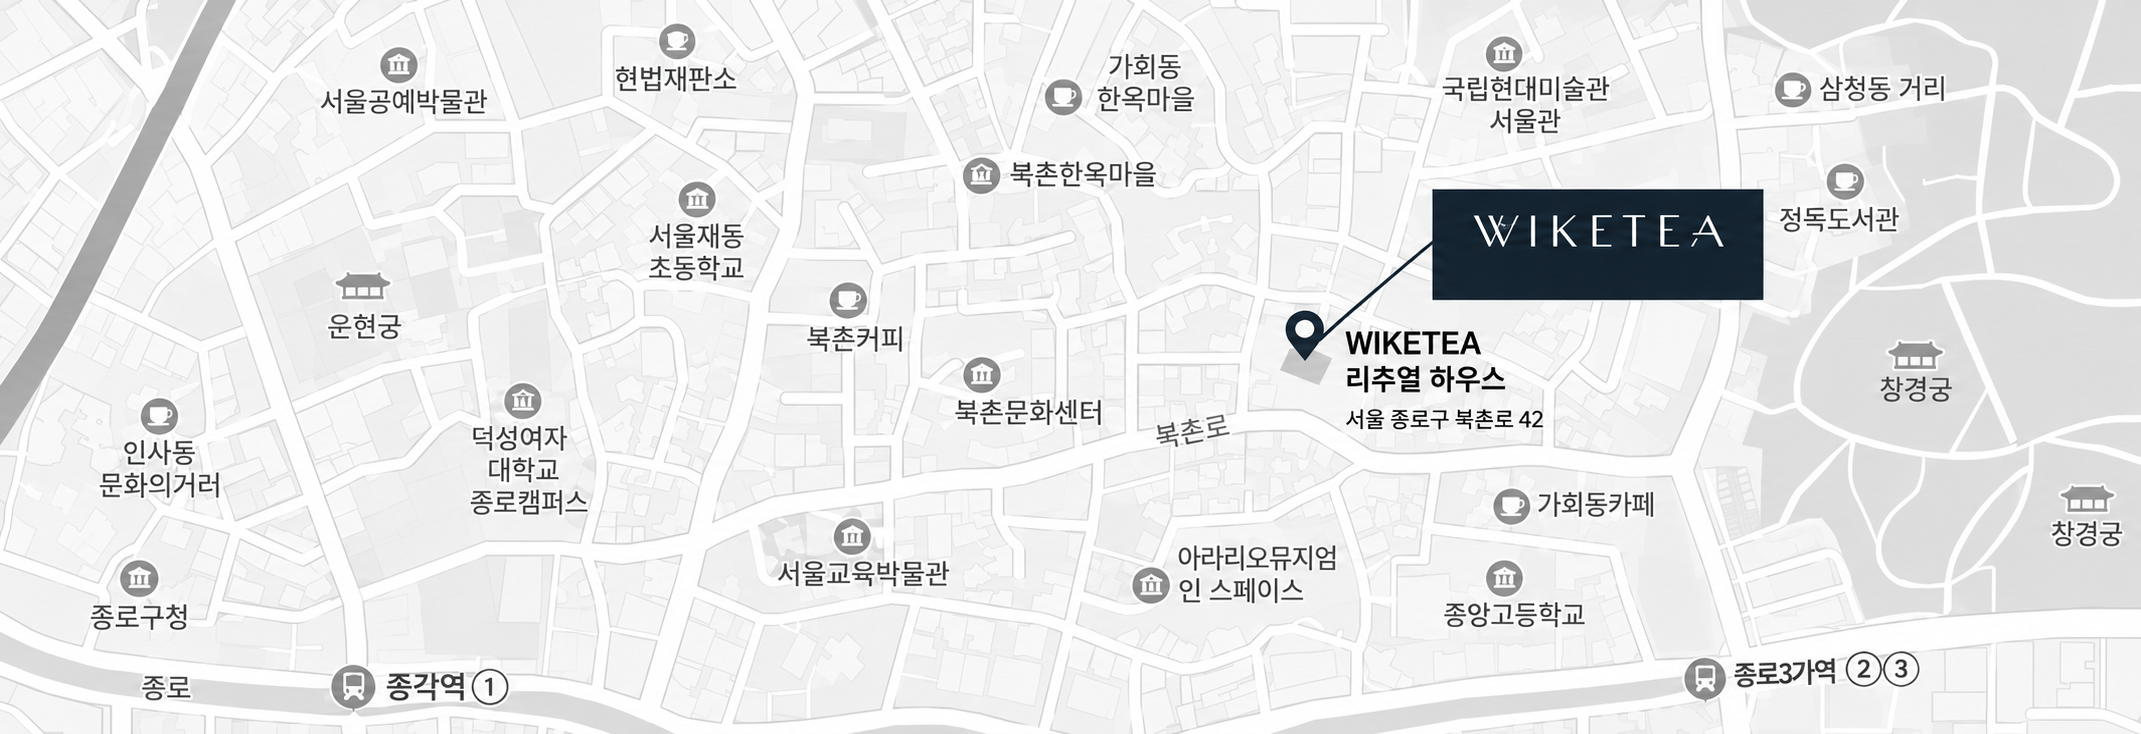 서울공예박물관
현법재판소
가회동
한옥마을
국립현대미술관
서울관
삼청동 거리
북촌한옥마을
서울재동
초동학교
WIKETEA
정독도서관
운현궁
북촌커피
WIKETEA
리추열 하우스
서울 종로구 북촌로 42
창경궁
북촌문화센터
북촌로
인사동
문화의거러
덕성여자
대학교
종로캠퍼스
가회동카페
창경궁
서울교육박물관
아라리오뮤지엄
인 스페이스
종로구청
종앙고등학교
종로
종각역 ①
종로3가역 ② ③